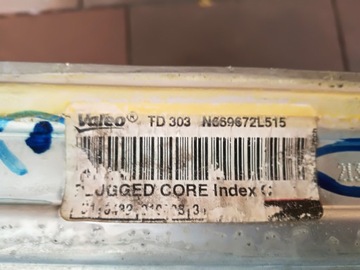 Valeo® TD 303 N669672L515
PLUGGED CORE Index C